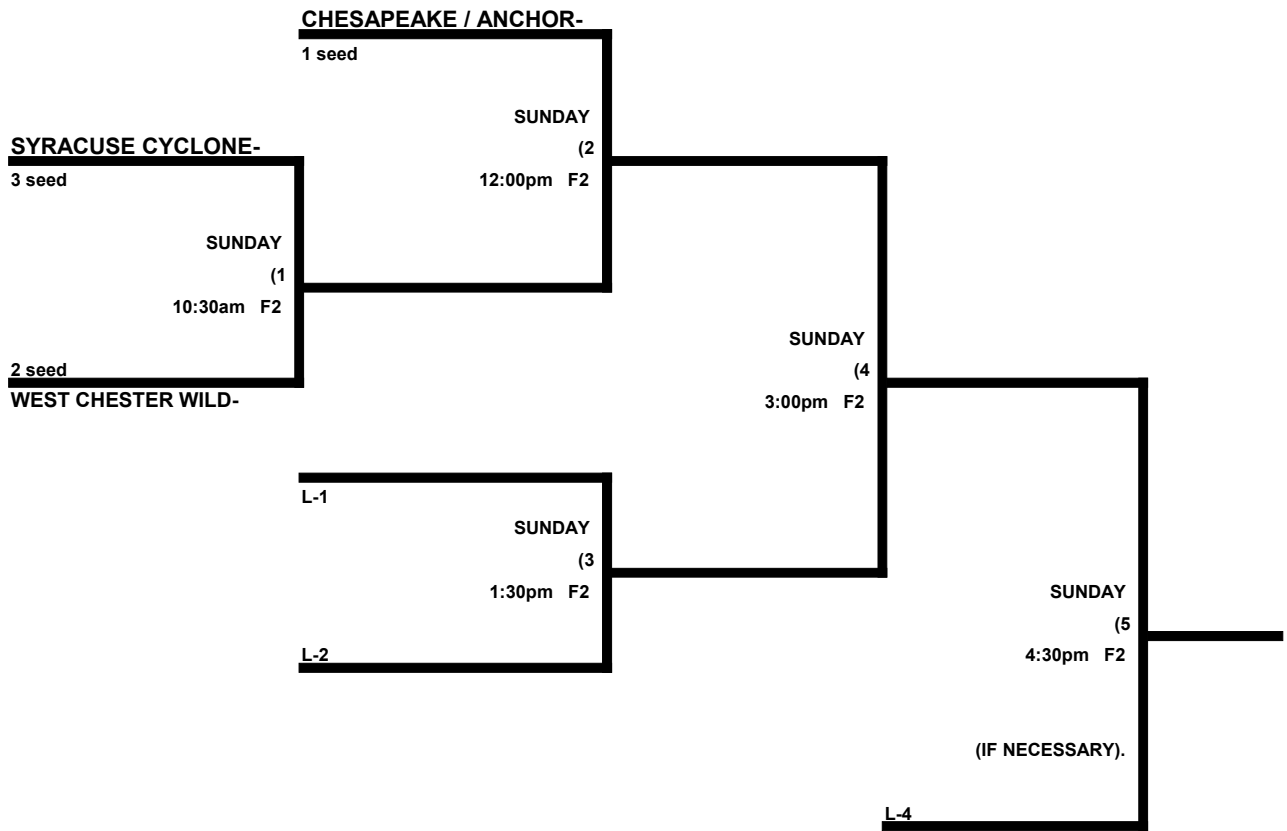 CHESAPEAKE / ANCHOR-
1 seed
SUNDAY
(2
12:00pm F2
SYRACUSE CYCLONE-
3 seed
SUNDAY
(1
10:30am F2
2 seed
WEST CHESTER WILD-
SUNDAY
(4
3:00pm F2
L-1
SUNDAY
(3
1:30pm F2
L-2
SUNDAY
(5
4:30pm F2
(IF NECESSARY).
L-4